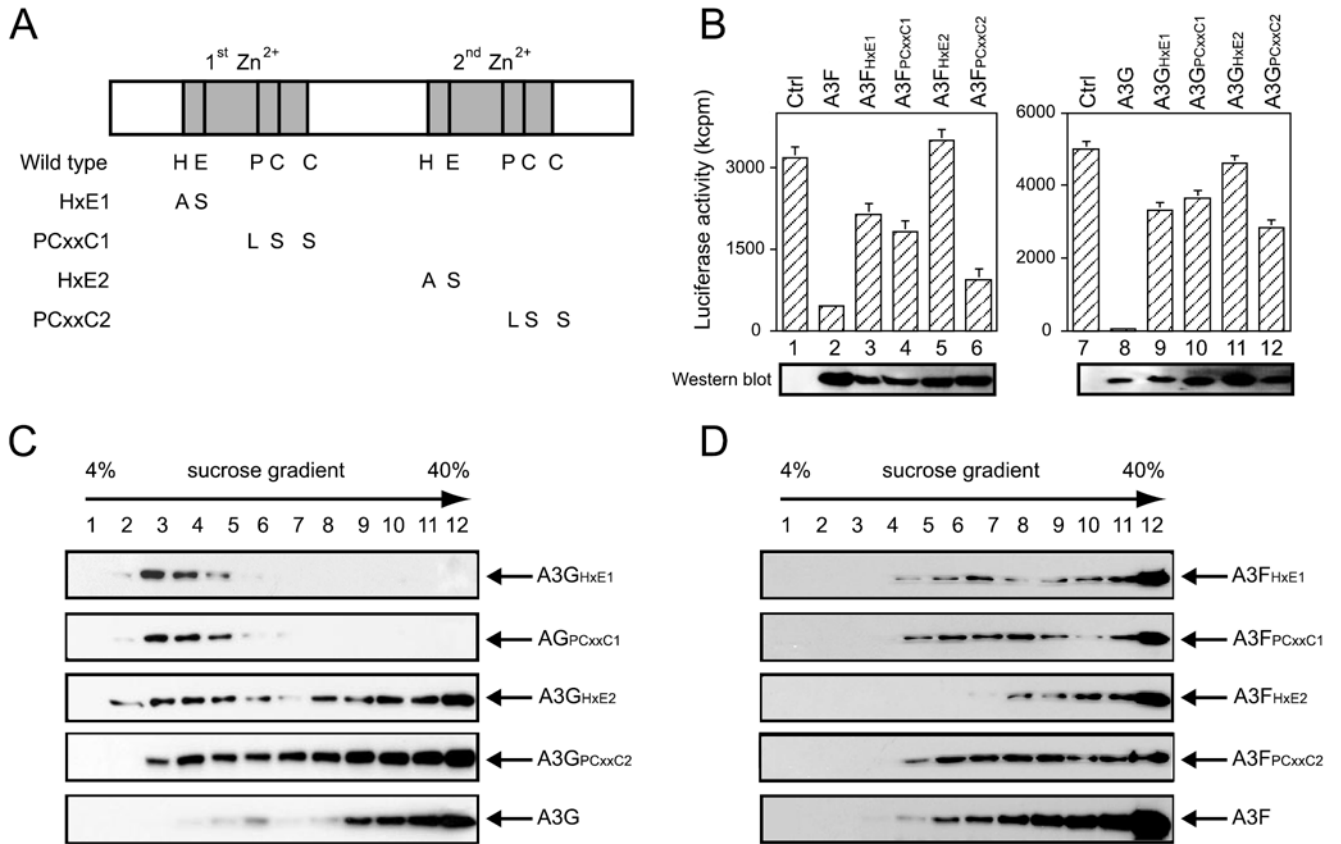 A
1st Zn2+ 2nd Zn2+
Wild type H E P C C H E P C C
HxE1 A S
PCxxC1 L S S
HxE2 A S
PCxxC2 L S S
B
Ctrl A3F A3FHxE1 A3FPCxxC1 A3FHxE2 A3FPCxxC2
Luciferase activity (kcpm)
3000
1500
0
1 2 3 4 5 6
Ctrl A3G A3GHxE1 A3GPCxxC1 A3GHxE2 A3GPCxxC2
6000
4000
2000
0
7 8 9 10 11 12
Western blot
C
4% sucrose gradient 40%
1 2 3 4 5 6 7 8 9 10 11 12
A3GHxE1
AGPCxxC1
A3GHxE2
A3GPCxxC2
A3G
D
4% sucrose gradient 40%
1 2 3 4 5 6 7 8 9 10 11 12
A3FHxE1
A3FPCxxC1
A3FHxE2
A3FPCxxC2
A3F